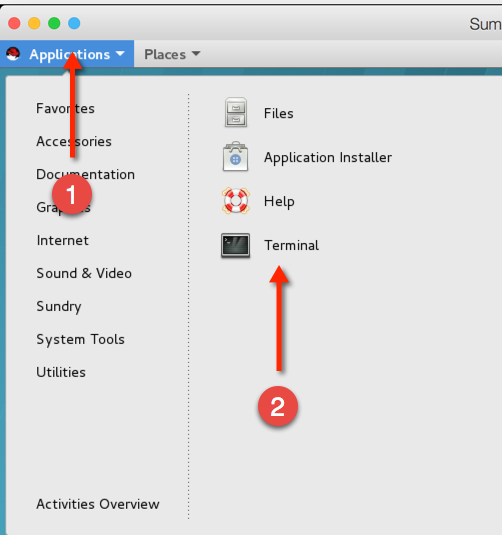 Sum
Applications
Places
Favorites
Accessories
Documentation
Graphics
Internet
Sound & Video
Sundry
System Tools
Utilities
Activities Overview
Files
Application Installer
Help
Terminal
1
2